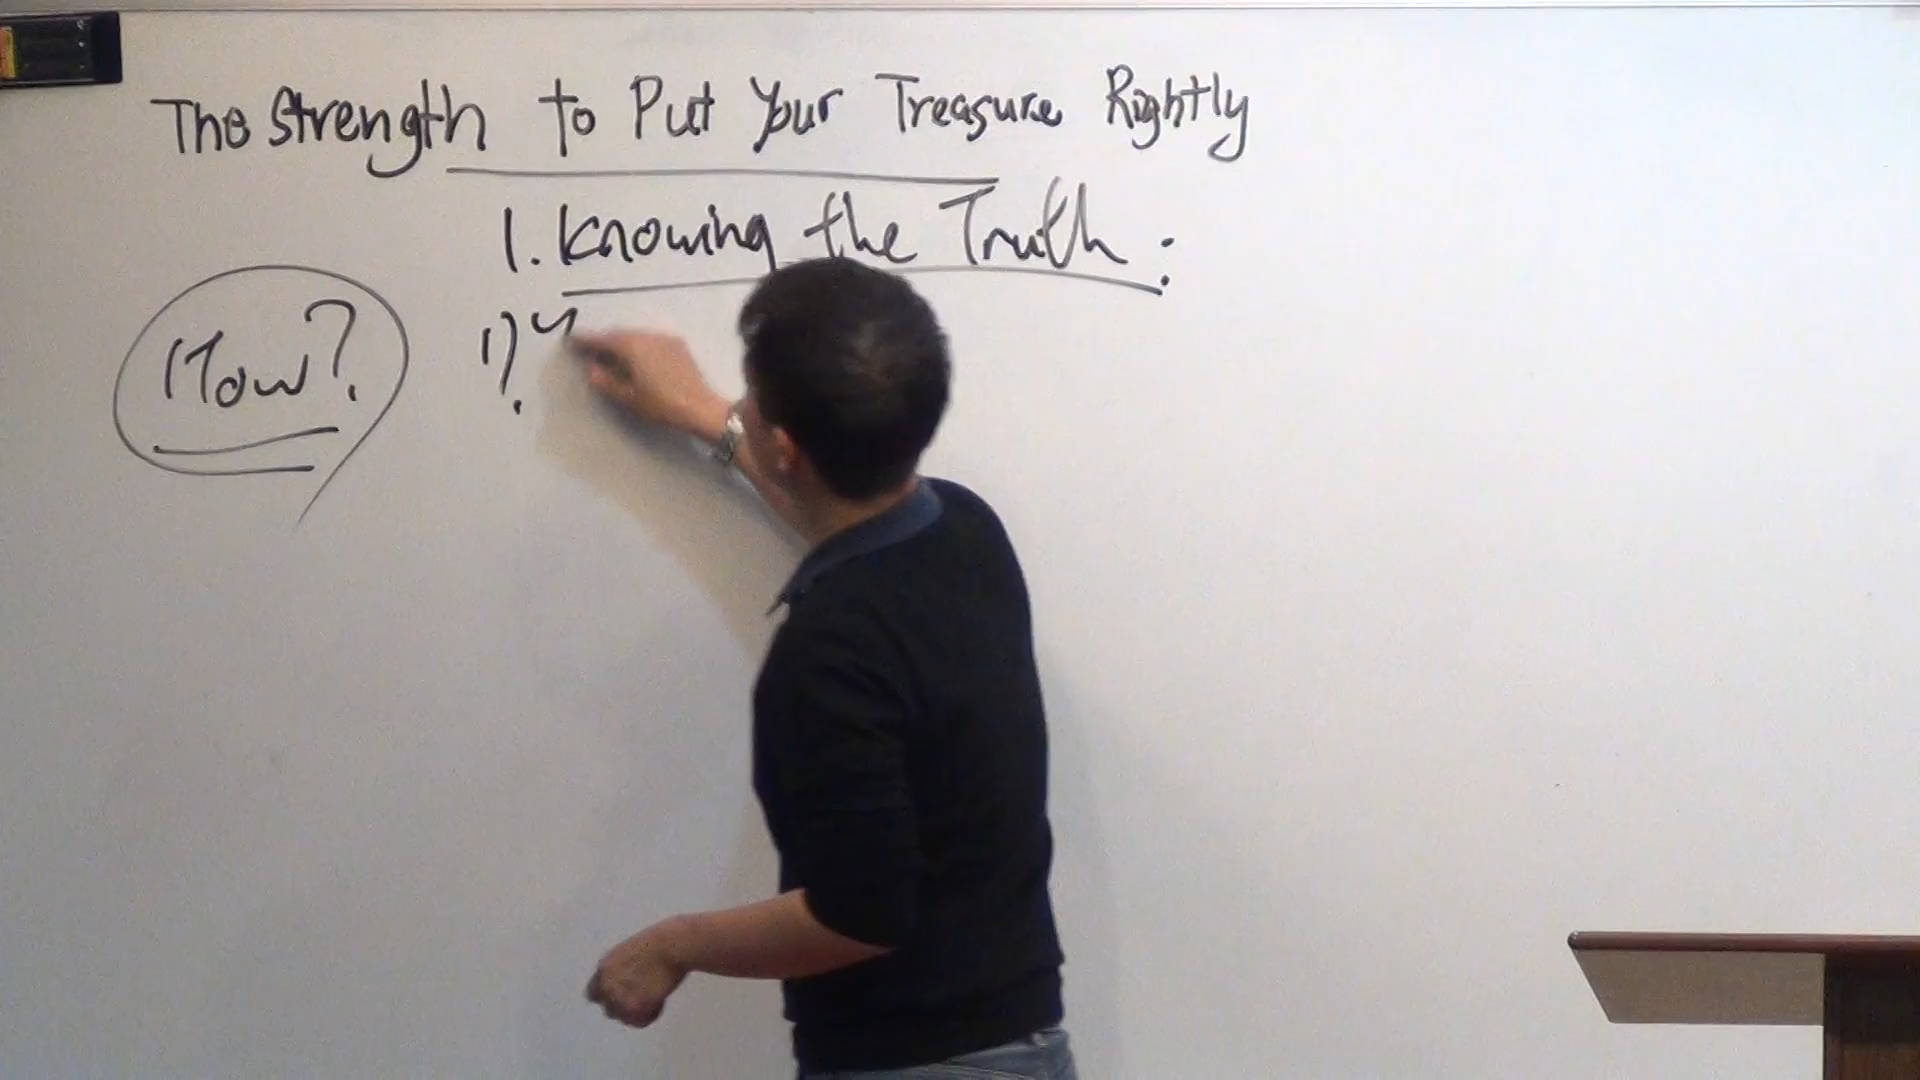 The Strength to Put Your Treasure Rightly
1. Knowing the Truth:
How?
1)